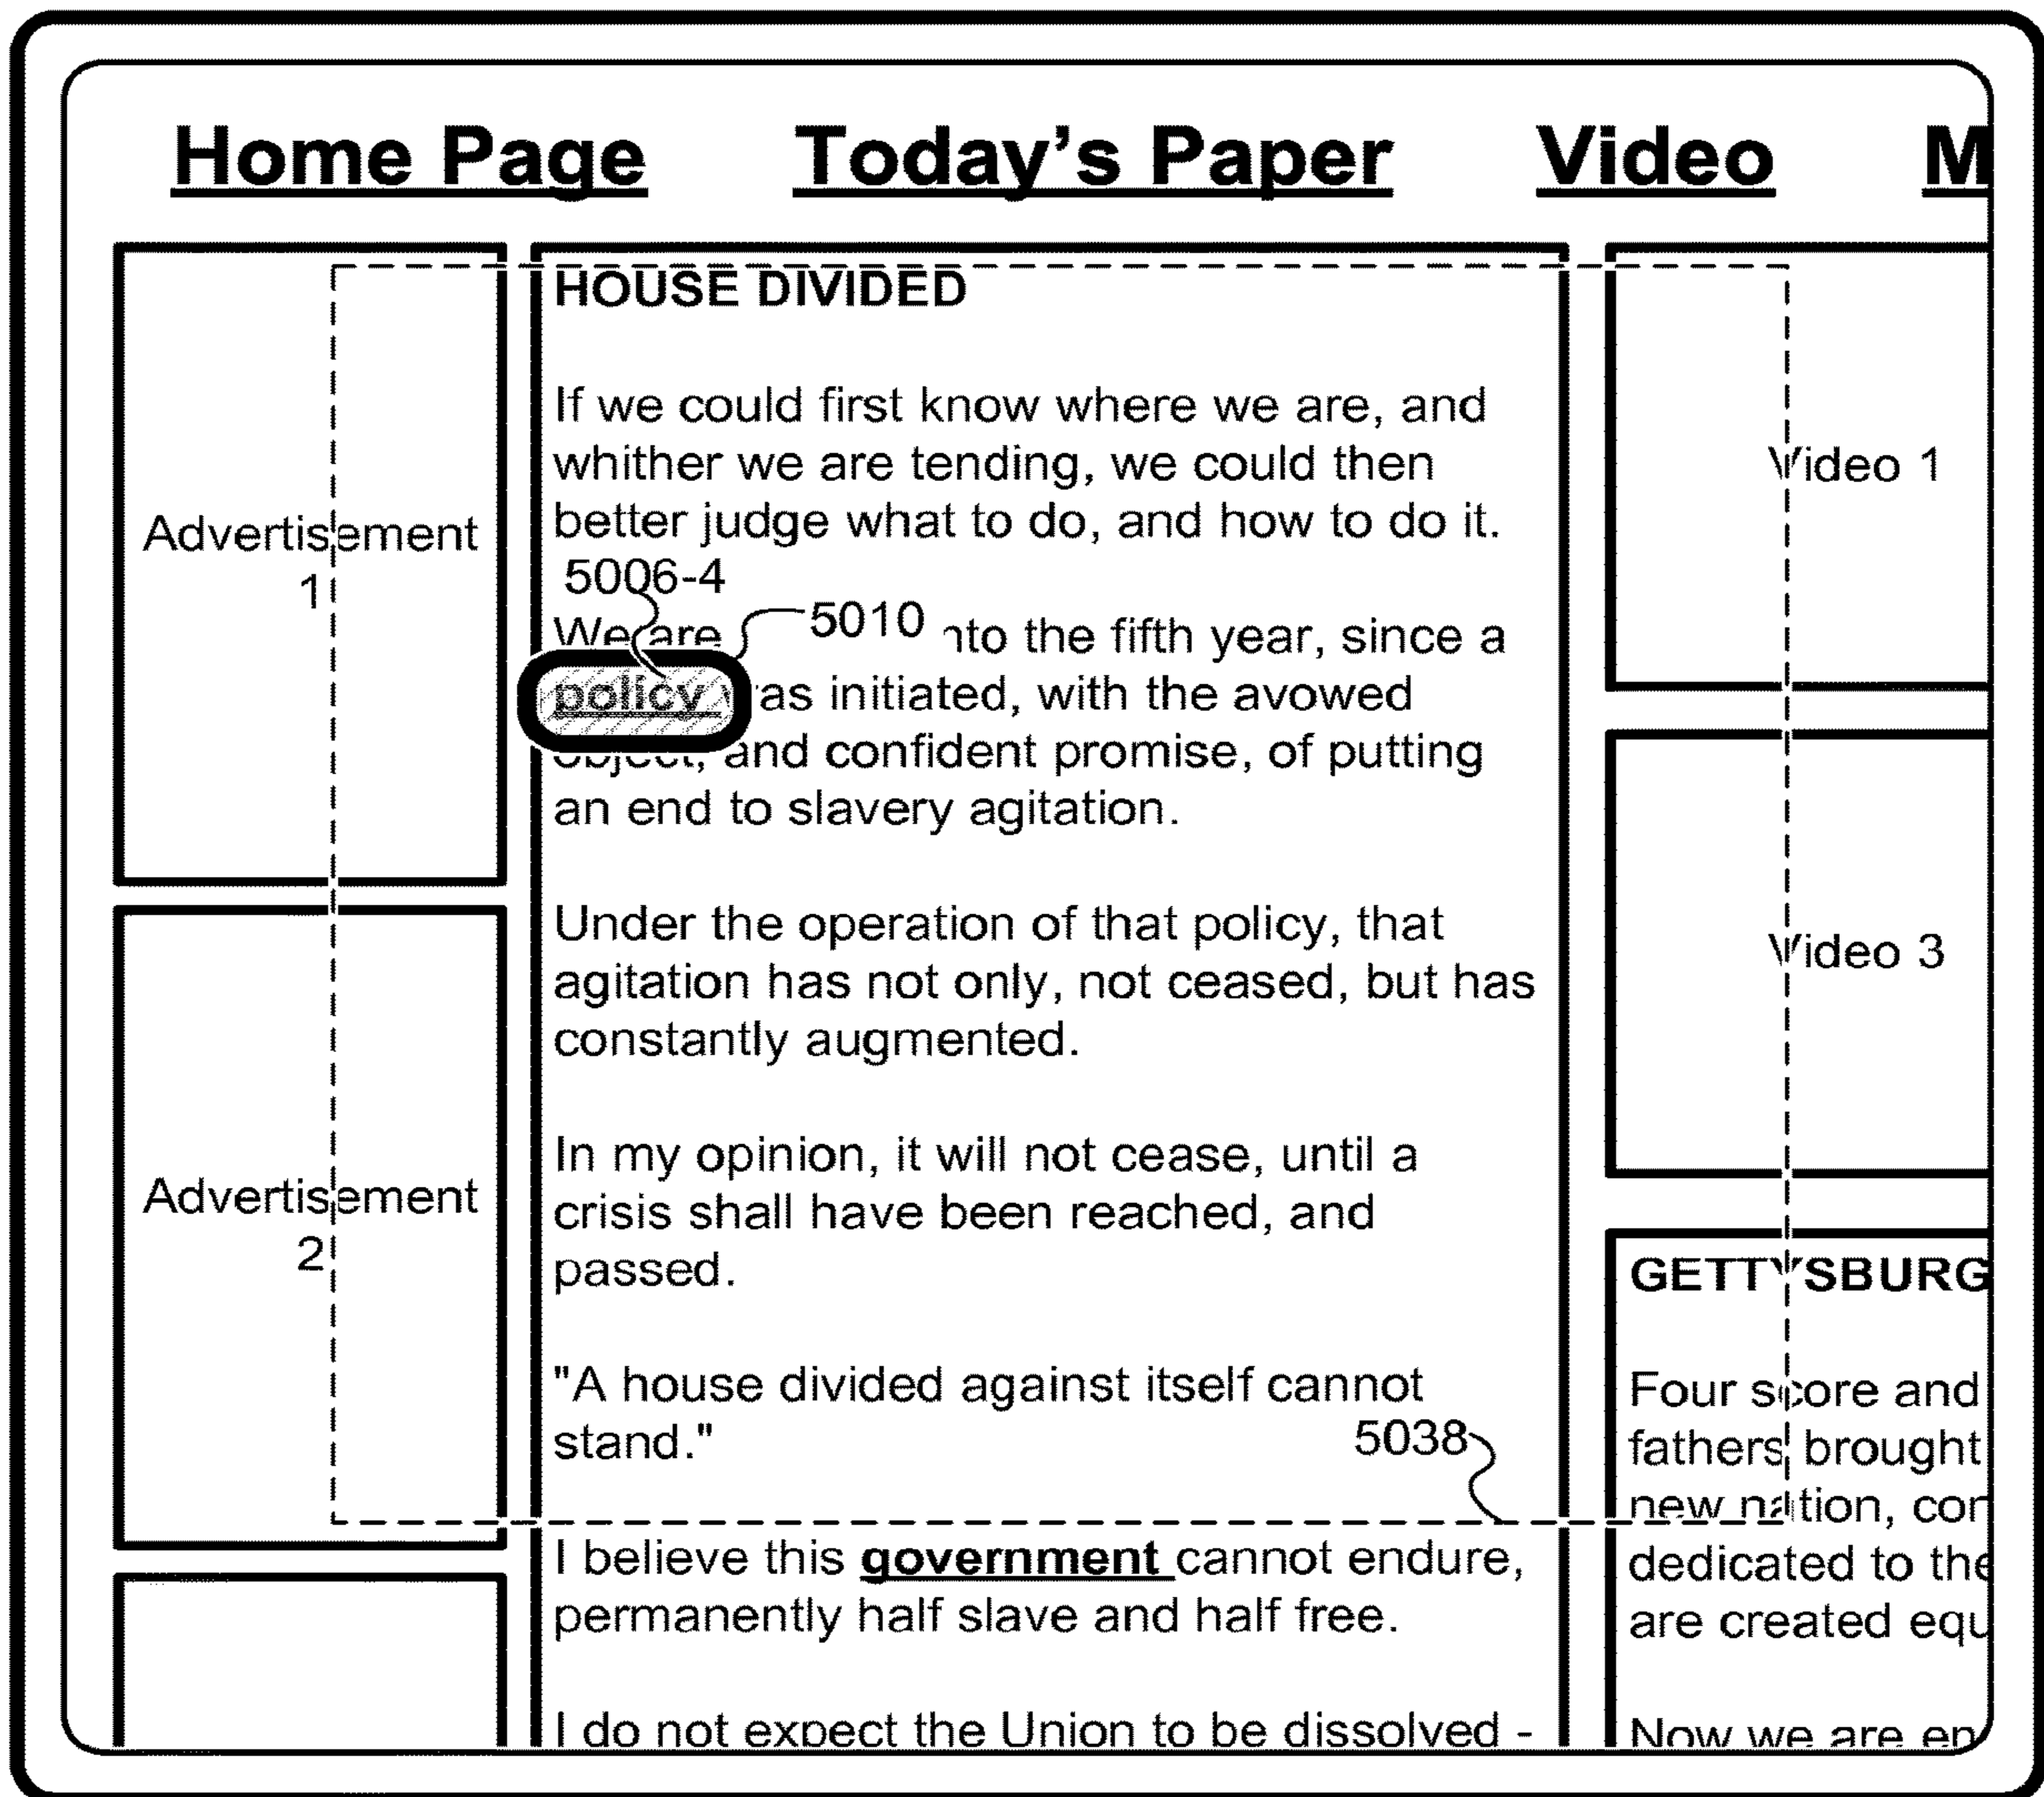 Home Page Today's Paper Video M
Advertisement
1
Advertisement
2
HOUSE DIVIDED
If we could first know where we are, and
whither we are tending, we could then
better judge what to do, and how to do it.
5006-4
5010
We are nto the fifth year, since a
policy as initiated, with the avowed
object, and confident promise, of putting
an end to slavery agitation.
Under the operation of that policy, that
agitation has not only, not ceased, but has
constantly augmented.
In my opinion, it will not cease, until a
crisis shall have been reached, and
passed.
"A house divided against itself cannot
stand."
5038
I believe this government cannot endure,
permanently half slave and half free.
I do not expect the Union to be dissolved -
Video 1
Video 3
GETTYSBURG
Four score and
fathers brought
new nation, con
dedicated to the
are created equ
Now we are en